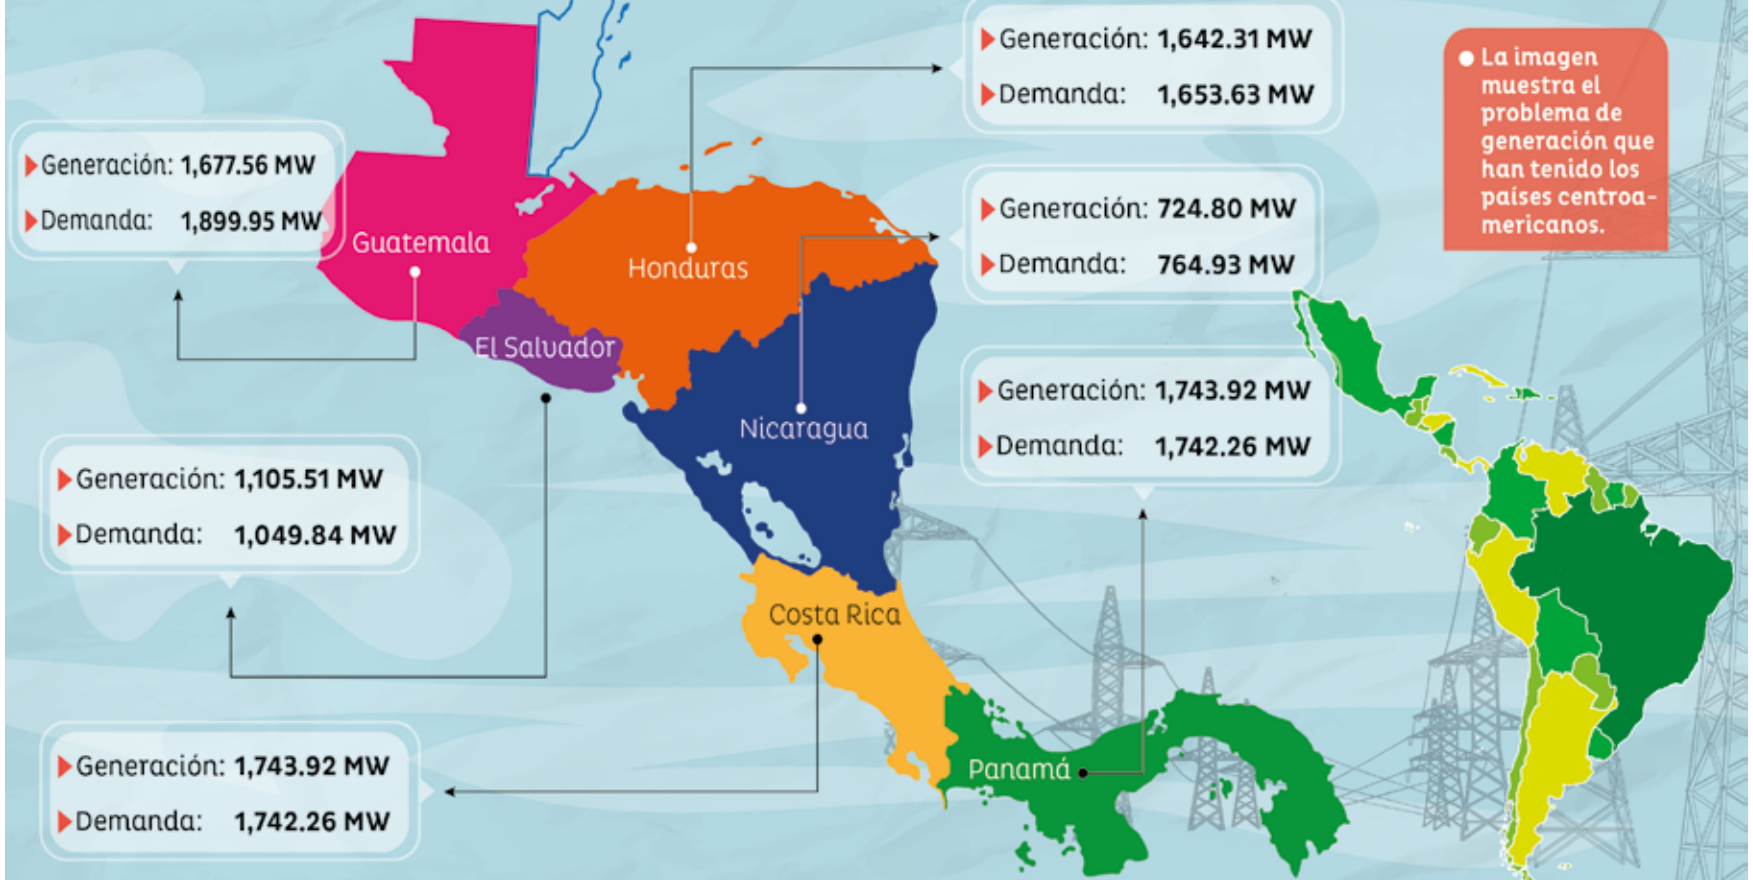 Generación: 1,642.31 MW
Demanda: 1,653.63 MW
La imagen
muestra el
problema de
generación que
han tenido los
países centroa-
mericanos.
Generación: 1,677.56 MW
Demanda: 1,899.95 MW
Generación: 724.80 MW
Demanda: 764.93 MW
Guatemala
Honduras
El Salvador
Generación: 1,743.92 MW
Demanda: 1,742.26 MW
Nicaragua
Generación: 1,105.51 MW
Demanda: 1,049.84 MW
Costa Rica
Panamá
Generación: 1,743.92 MW
Demanda: 1,742.26 MW